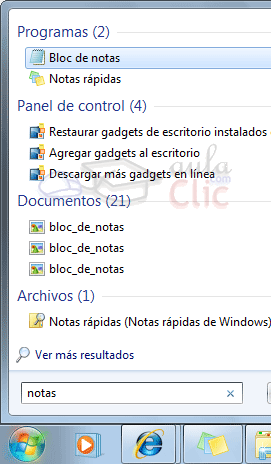 Programas (2)
Bloc de notas
Notas rápidas
Panel de control (4)
Restaurar gadgets de escritorio instalados
Agregar gadgets al escritorio
Descargar más gadgets en línea
aula
.com
Clic
Documentos (21)
bloc_de_notas
bloc_de_notas
bloc_de_notas
Archivos (1)
Notas rápidas (Notas rápidas de Windows)
Ver más resultados
notas